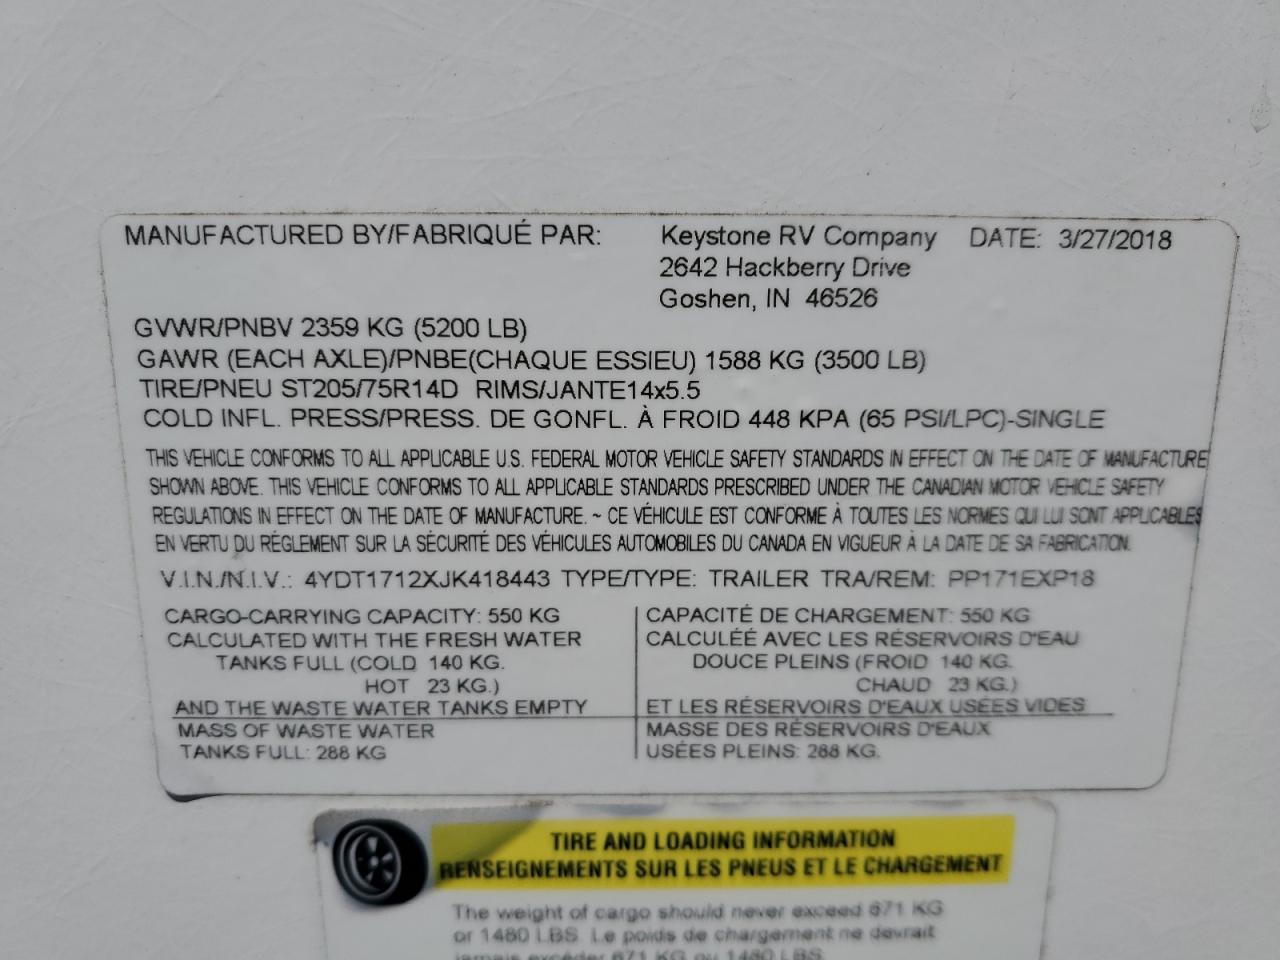 MANUFACTURED BY/FABRIQUÉ PAR: Keystone RV Company DATE: 3/27/2018
2642 Hackberry Drive
Goshen, IN 46526
GVWR/PNBV 2359 KG (5200 LB)
GAWR (EACH AXLE)/PNBE(CHAQUE ESSIEU) 1588 KG (3500 LB)
TIRE/PNEU ST205/75R14D RIMS/JANTE14x5.5
COLD INFL. PRESS/PRESS. DE GONFL. À FROID 448 KPA (65 PSI/LPC)-SINGLE
THIS VEHICLE CONFORMS TO ALL APPLICABLE U.S. FEDERAL MOTOR VEHICLE SAFETY STANDARDS IN EFFECT ON THE DATE OF MANUFACTURE
SHOWN ABOVE. THIS VEHICLE CONFORMS TO ALL APPLICABLE STANDARDS PRESCRIBED UNDER THE CANADIAN MOTOR VEHICLE SAFETY
REGULATIONS IN EFFECT ON THE DATE OF MANUFACTURE. ~ CE VÉHICULE EST CONFORME À TOUTES LES NORMES QUI LUI SONT APPLICABLES
EN VERTU DU RÉGLEMENT SUR LA SÉCURITÉ DES VÉHICULES AUTOMOBILES DU CANADA EN VIGUEUR À LA DATE DE SA FABRICATION.
V.I.N./N.I.V.: 4YDT1712XJK418443 TYPE/TYPE: TRAILER TRA/REM: PP171EXP18
CARGO-CARRYING CAPACITY: 550 KG
CALCULATED WITH THE FRESH WATER
TANKS FULL (COLD 140 KG.
HOT 23 KG.)
AND THE WASTE WATER TANKS EMPTY
MASS OF WASTE WATER
TANKS FULL: 288 KG
CAPACITÉ DE CHARGEMENT: 550 KG
CALCULÉE AVEC LES RÉSERVOIRS D'EAU
DOUCE PLEINS (FROID 140 KG.
CHAUD 23 KG.)
ET LES RÉSERVOIRS D'EAUX USÉES VIDES
MASSE DES RÉSERVOIRS D'EAUX
USÉES PLEINS: 288 KG.
TIRE AND LOADING INFORMATION
RENSEIGNEMENTS SUR LES PNEUS ET LE CHARGEMENT
The weight of cargo should never exceed 671 KG
or 1480 LBS. Le poids de chargement ne devrait
jamais excéder 671 KG ou 1480 LBS.